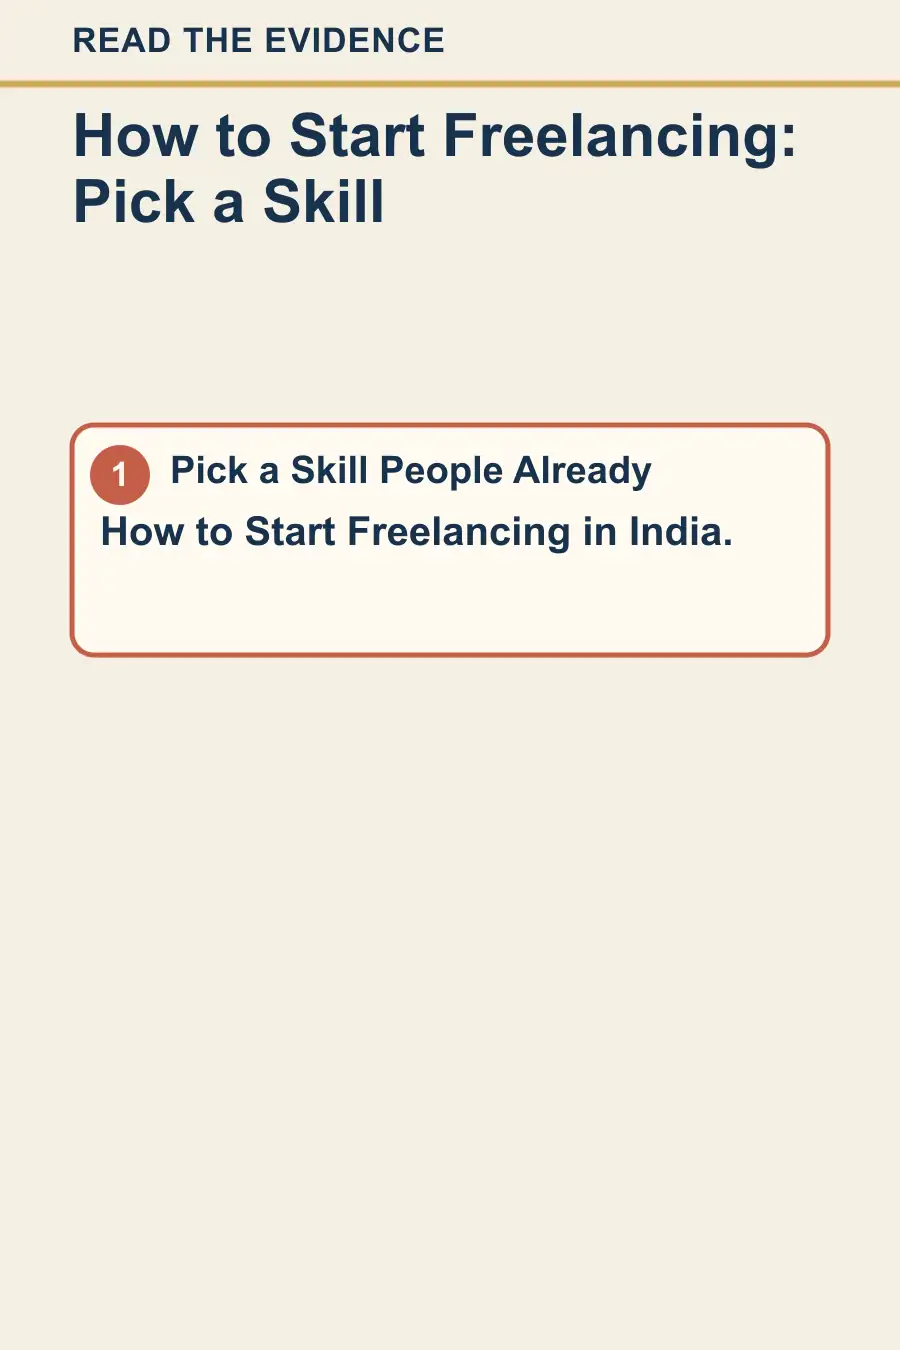 READ THE EVIDENCE
How to Start Freelancing:
Pick a Skill
1 Pick a Skill People Already
How to Start Freelancing in India.